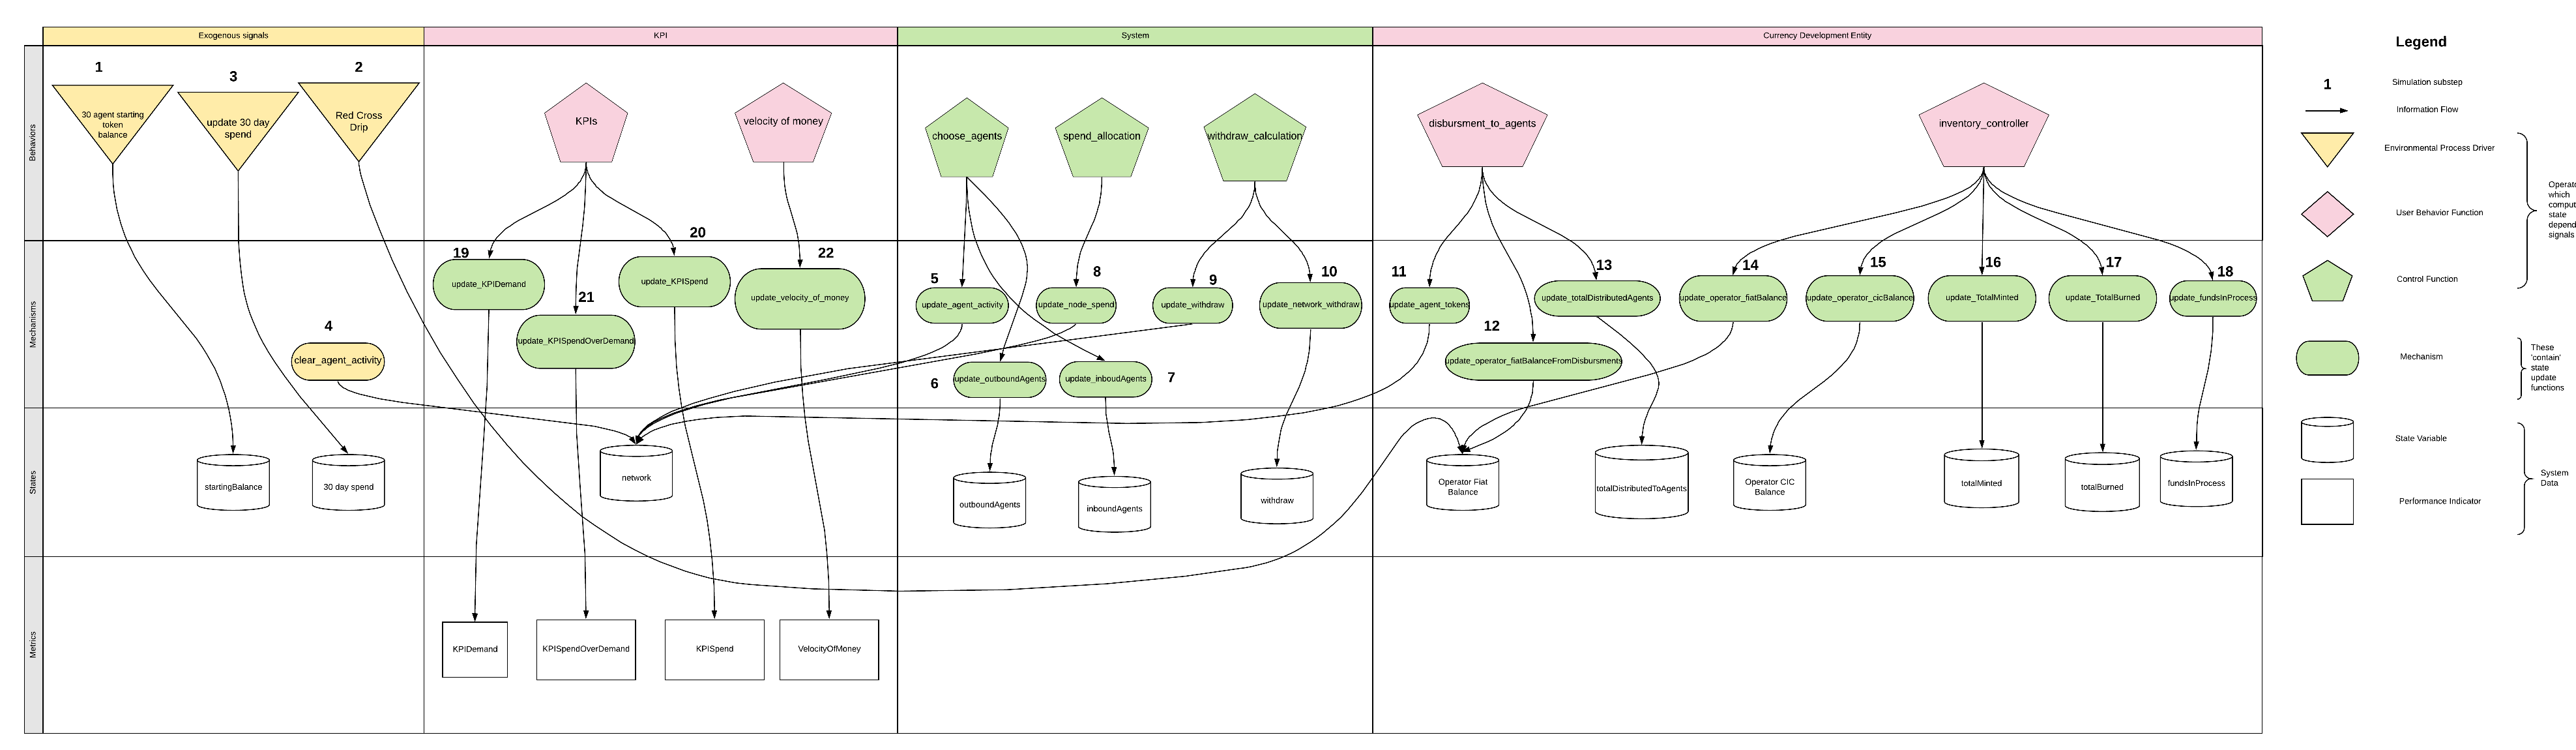 Exogenous signals
KPI
System
Currency Development Entity
Legend
Behaviors
1
3
2
30 agent starting
token
balance
update 30 day
spend
Red Cross
Drip
KPIs
velocity of money
choose_agents
spend_allocation
withdraw_calculation
disbursment_to_agents
inventory_controller
Mechanisms
19
20
21
22
5
8
9
10
11
13
14
15
16
17
18
update_KPIDemand
update_KPISpend
update_KPISpendOverDemand
update_velocity_of_money
update_agent_activity
update_node_spend
update_withdraw
update_network_withdraw
update_agent_tokens
update_totalDistributedAgents
update_operator_fiatBalance
update_operator_cicBalance
update_TotalMinted
update_TotalBurned
update_fundsInProcess
4
clear_agent_activity
6
update_outboundAgents
update_inboudAgents
7
12
update_operator_fiatBalanceFromDisbursments
States
startingBalance
30 day spend
network
outboundAgents
inboundAgents
withdraw
Operator Fiat
Balance
totalDistributedToAgents
Operator CIC
Balance
totalMinted
totalBurned
fundsInProcess
Metrics
KPIDemand
KPISpendOverDemand
KPISpend
VelocityOfMoney
1
Simulation substep
Information Flow
Environmental Process Driver
User Behavior Function
Control Function
Mechanism
State Variable
Performance Indicator
which
state
signals
These
'contain'
state
update
functions
System
Data